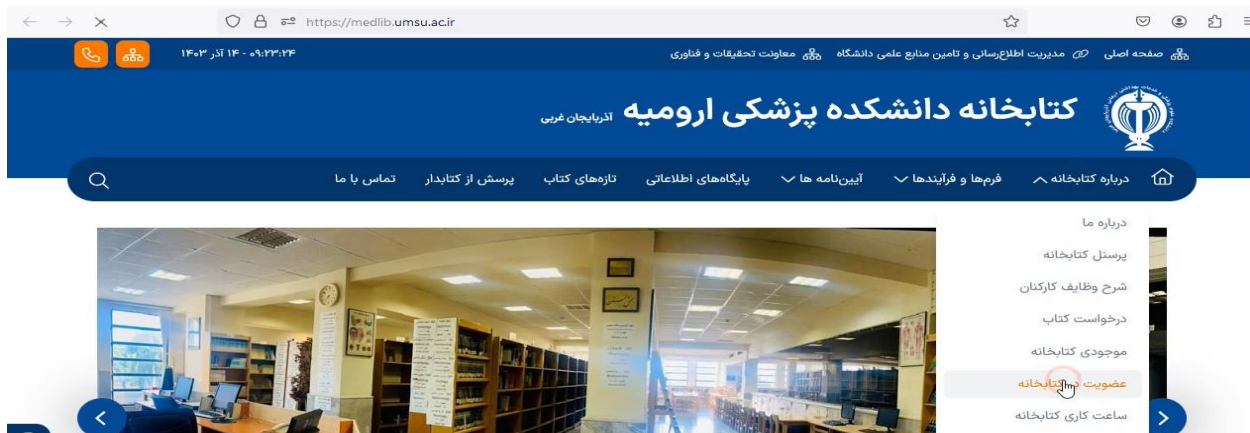 https://medlib.umsu.ac.ir
صفحه اصلی مدیریت اطلاع‌رسانی و تامین منابع علمی دانشگاه معاونت تحقیقات و فناوری ۰۹:۲۳:۲۴ - ۱۴ آذر ۱۴۰۳
کتابخانه دانشکده پزشکی ارومیه آذربایجان غربی
درباره کتابخانه فرم‌ها و فرآیندها آیین‌نامه ها پایگاه‌های اطلاعاتی تازه‌های کتاب پرسش از کتابدار تماس با ما
درباره ما
پرسنل کتابخانه
شرح وظایف کارکنان
درخواست کتاب
موجودی کتابخانه
عضویت در کتابخانه
ساعت کاری کتابخانه